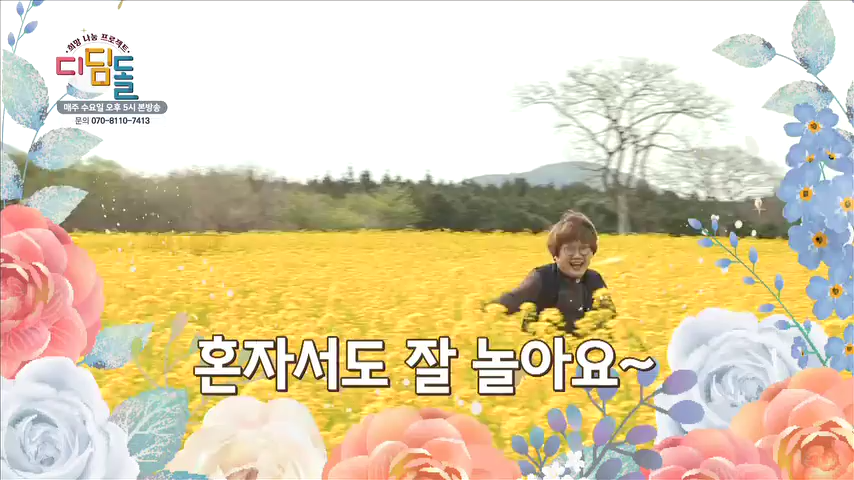 희망 나눔 프로젝트
디딤돌
매주 수요일 오후 5시 본방송
문의 070-8110-7413
혼자서도 잘 놀아요~